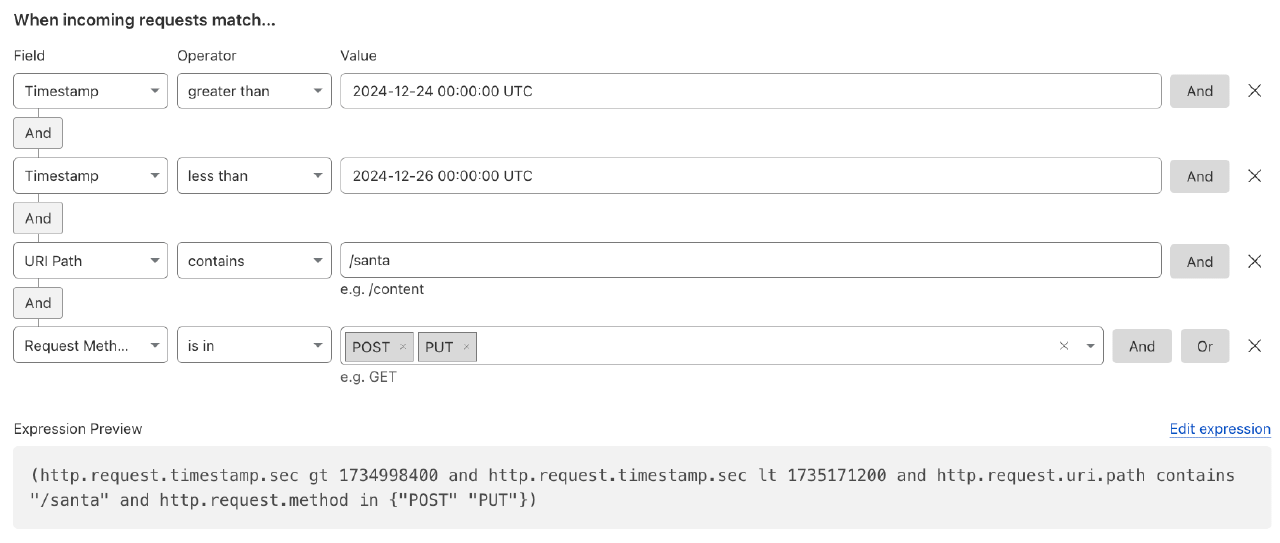 When incoming requests match...
Field Operator Value
Timestamp greater than 2024-12-24 00:00:00 UTC And
And
Timestamp less than 2024-12-26 00:00:00 UTC And
And
URI Path contains /santa And
e.g. /content
And
Request Meth... is in POST × PUT × And Or
e.g. GET
Expression Preview Edit expression
(http.request.timestamp.sec gt 1734998400 and http.request.timestamp.sec lt 1735171200 and http.request.uri.path contains
"/santa" and http.request.method in {"POST" "PUT"})